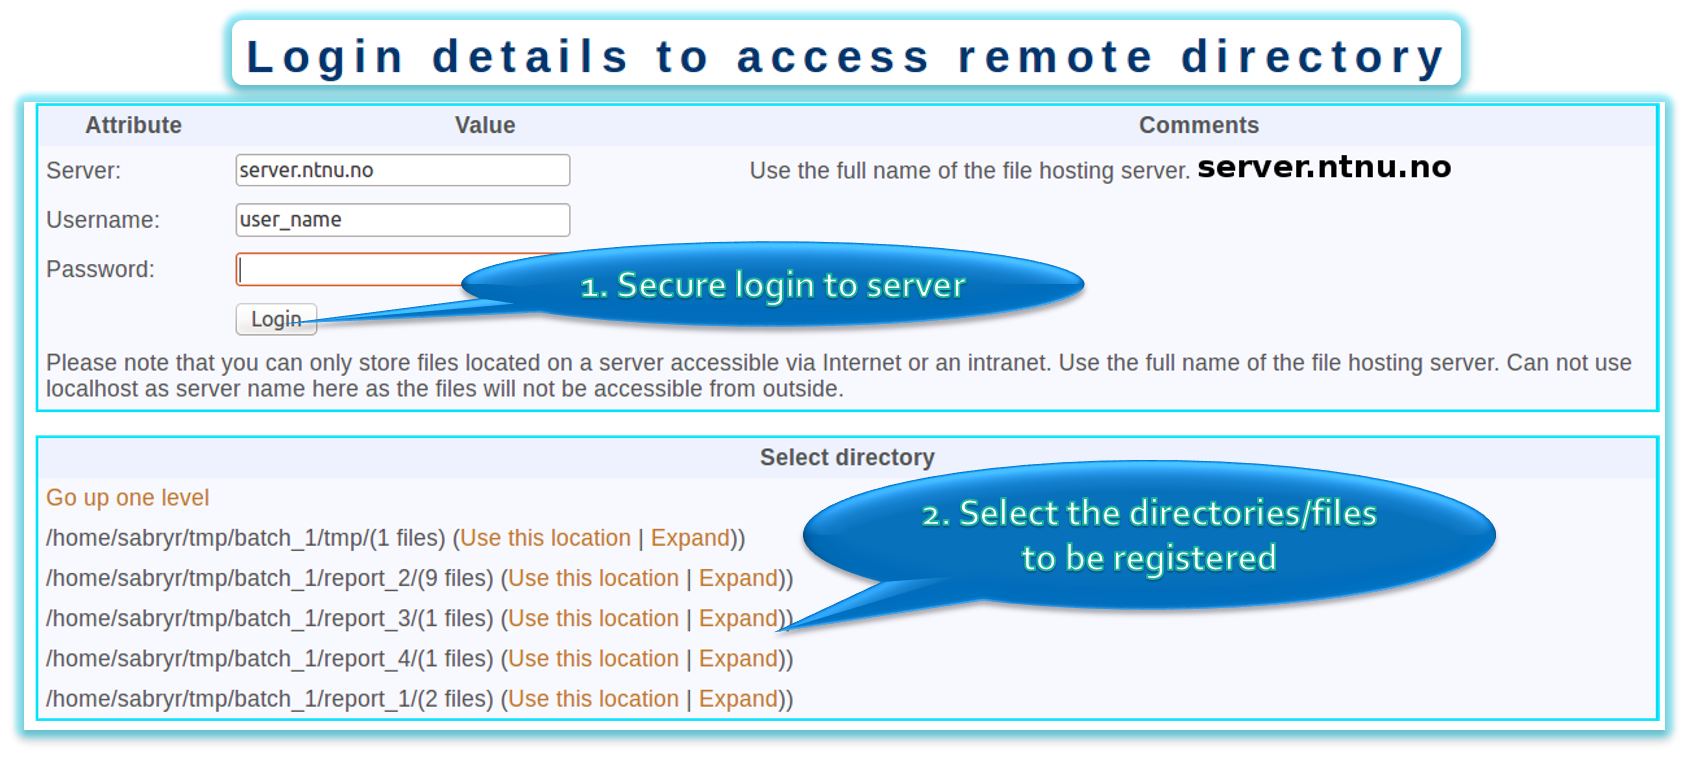 Login details to access remote directory
Attribute Value Comments
Server: server.ntnu.no Use the full name of the file hosting server. server.ntnu.no
Username: user_name
Password:
1. Secure login to server
Login
Please note that you can only store files located on a server accessible via Internet or an intranet. Use the full name of the file hosting server. Can not use
localhost as server name here as the files will not be accessible from outside.
Select directory
Go up one level
2. Select the directories/files
to be registered
/home/sabryr/tmp/batch_1/tmp/(1 files) (Use this location | Expand))
/home/sabryr/tmp/batch_1/report_2/(9 files) (Use this location | Expand))
/home/sabryr/tmp/batch_1/report_3/(1 files) (Use this location | Expand))
/home/sabryr/tmp/batch_1/report_4/(1 files) (Use this location | Expand))
/home/sabryr/tmp/batch_1/report_1/(2 files) (Use this location | Expand))